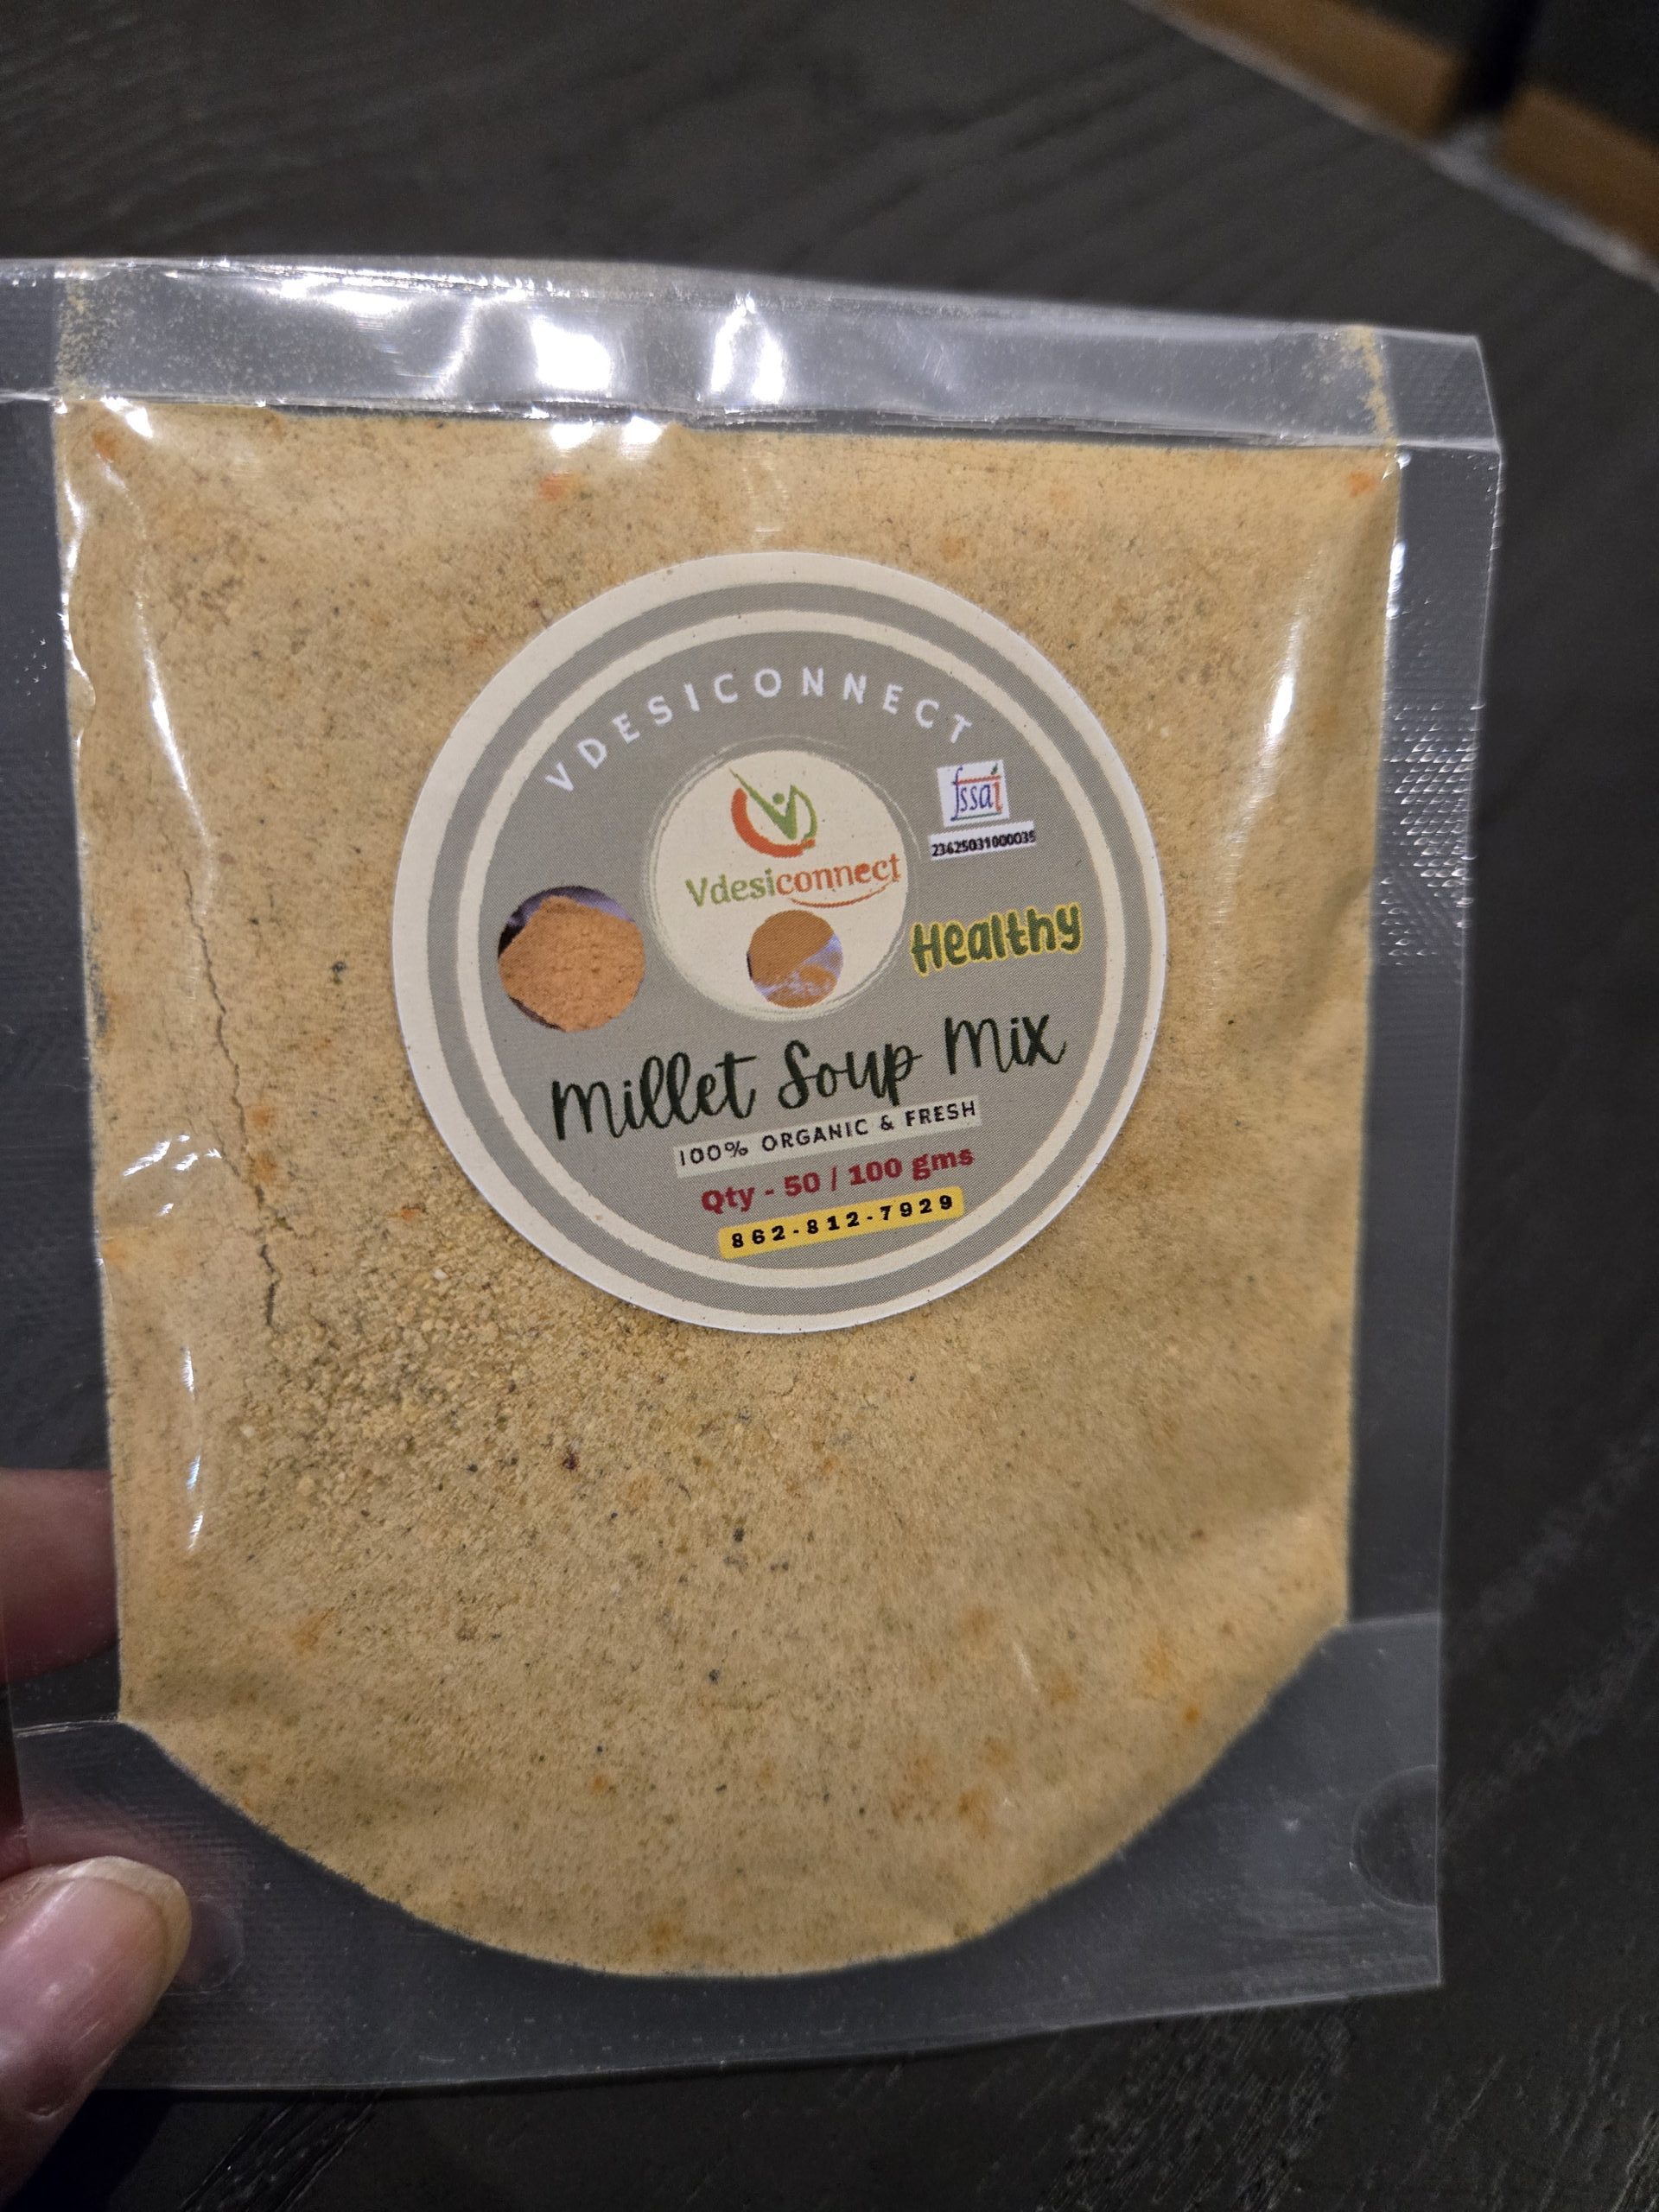 VDESICONNECT
fssai
23625031000035
Vdesiconnect
Healthy
Millet Soup Mix
100% ORGANIC & FRESH
Qty - 50 / 100 gms
862-812-7929